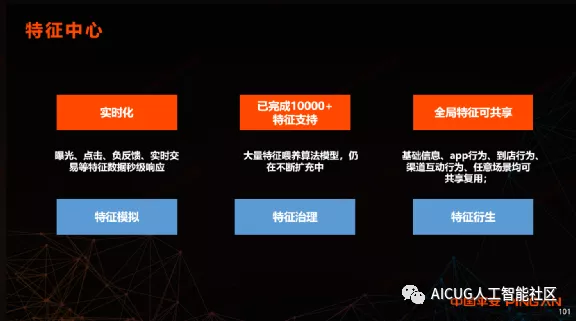 特征中心
实时化
已完成10000+
特征支持
全局特征可共享
曝光、点击、负反馈、实时交
易等特征数据秒级响应
大量特征喂养算法模型，仍
在不断扩充中
基础信息、app行为、到店行为、
渠道互动行为、任意场景均可
共享复用；
特征模拟
特征治理
特征衍生
中国平安 PING AN
AICUG人工智能社区
101